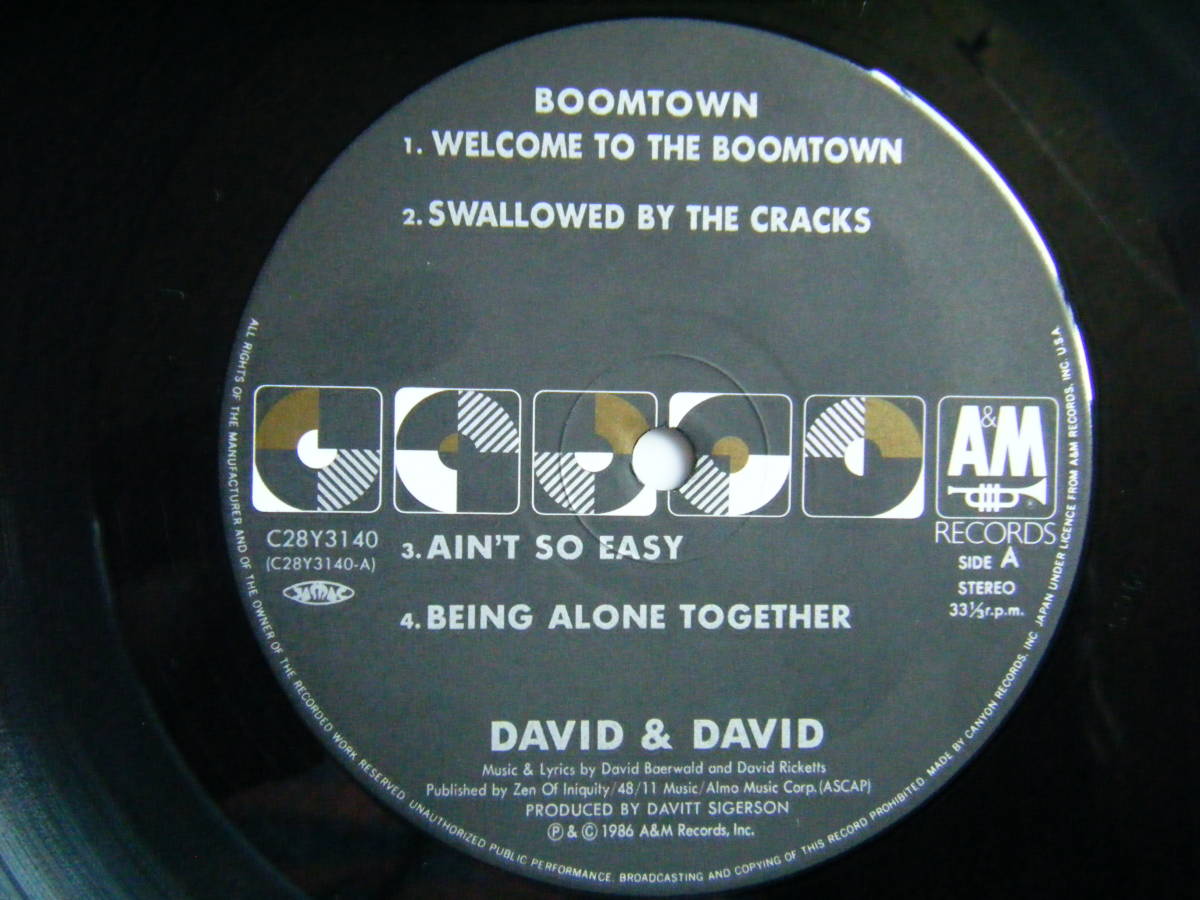 BOOMTOWN
1. WELCOME TO THE BOOMTOWN
2. SWALLOWED BY THE CRACKS
A&M
RECORDS
C28Y3140
(C28Y3140-A)
JASRAC
SIDE A
STEREO
33⅓r.p.m.
3. AIN'T SO EASY
4. BEING ALONE TOGETHER
DAVID & DAVID
Music & Lyrics by David Baerwald and David Ricketts
Published by Zen Of Iniquity/48/11 Music/Almo Music Corp.(ASCAP)
PRODUCED BY DAVITT SIGERSON
Ⓟ & © 1986 A&M Records, Inc.
ALL RIGHTS OF THE MANUFACTURER AND OF THE OWNER OF THE RECORDED WORK RESERVED. UNAUTHORIZED PUBLIC PERFORMANCE. BROADCASTING AND COPYING OF THIS RECORD PROHIBITED. MADE BY CANYON RECORDS, INC. JAPAN UNDER LICENCE FROM A&M RECORDS, INC. U.S.A.